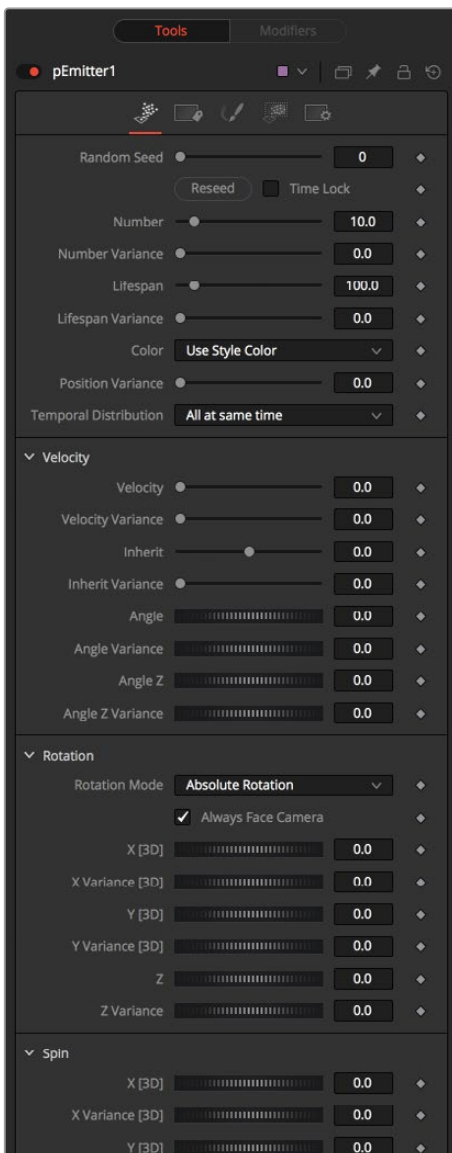 Tools Modifiers
pEmitter1
Random Seed 0
Reseed Time Lock
Number 10.0
Number Variance 0.0
Lifespan 100.0
Lifespan Variance 0.0
Color Use Style Color
Position Variance 0.0
Temporal Distribution All at same time
Velocity
Velocity 0.0
Velocity Variance 0.0
Inherit 0.0
Inherit Variance 0.0
Angle 0.0
Angle Variance 0.0
Angle Z 0.0
Angle Z Variance 0.0
Rotation
Rotation Mode Absolute Rotation
Always Face Camera
X [3D] 0.0
X Variance [3D] 0.0
Y [3D] 0.0
Y Variance [3D] 0.0
Z 0.0
Z Variance 0.0
Spin
X [3D] 0.0
X Variance [3D] 0.0
Y [3D] 0.0